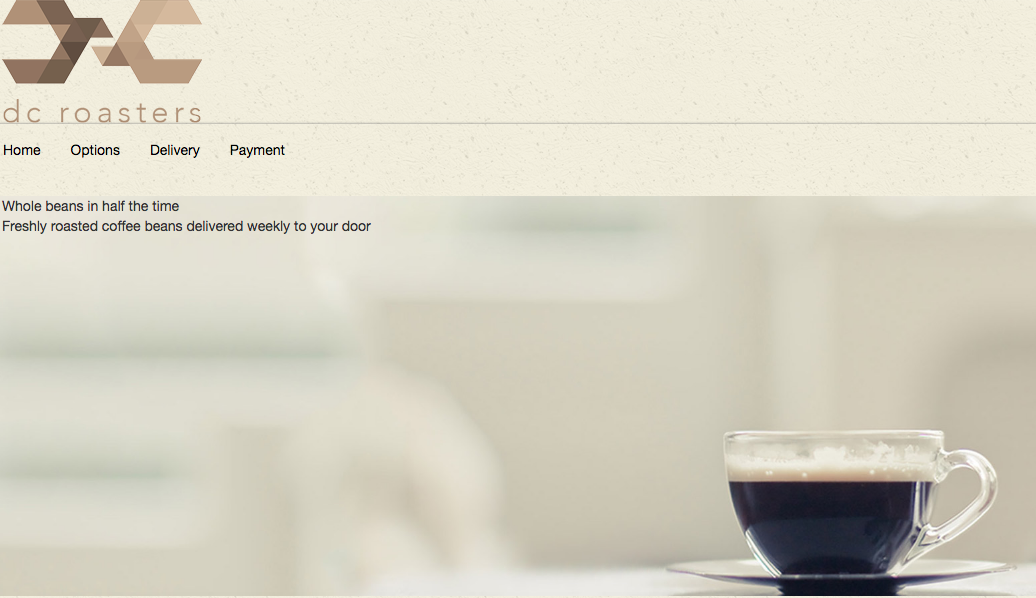 dc roasters
Home Options Delivery Payment
Whole beans in half the time
Freshly roasted coffee beans delivered weekly to your door